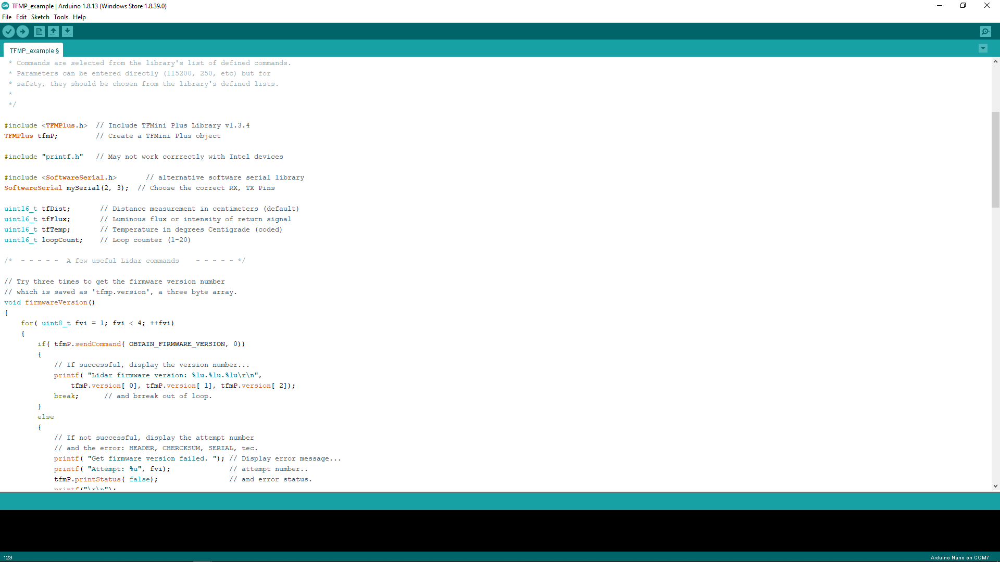 TFMP_example | Arduino 1.8.13 (Windows Store 1.8.39.0)
File Edit Sketch Tools Help
TFMP_example §
* Commands are selected from the library's list of defined commands.
* Parameters can be entered directly (115200, 250, etc) but for
* safety, they should be chosen from the library's defined lists.
*
*/
#include <TFMPlus.h>  // Include TFMini Plus Library v1.3.4
TFMPlus tfmP;         // Create a TFMini Plus object
#include "printf.h"   // May not work corrrectly with Intel devices
#include <SoftwareSerial.h>       // alternative software serial library
SoftwareSerial mySerial(2, 3);  // Choose the correct RX, TX Pins
uint16_t tfDist;       // Distance measurement in centimeters (default)
uint16_t tfFlux;       // Luminous flux or intensity of return signal
uint16_t tfTemp;       // Temperature in degrees Centigrade (coded)
uint16_t loopCount;    // Loop counter (1-20)
/*  - - - - -  A few useful Lidar commands    - - - - - */
// Try three times to get the firmware version number
// which is saved as 'tfmp.version', a three byte array.
void firmwareVersion()
{
for( uint8_t fvi = 1; fvi < 4; ++fvi)
{
if( tfmP.sendCommand( OBTAIN_FIRMWARE_VERSION, 0))
{
// If successful, display the version number...
printf( "Lidar firmware version: %lu.%lu.%lu\r\n",
tfmP.version[ 0], tfmP.version[ 1], tfmP.version[ 2]);
break;      // and brreak out of loop.
}
else
{
// If not successful, display the attempt number
// and the error: HEADER, CHERCKSUM, SERIAL, tec.
printf( "Get firmware version failed. "); // Display error message...
printf( "Attempt: %u", fvi);              // attempt number..
tfmP.printStatus( false);                 // and error status.
printf("\r\n");
123
Arduino Nano on COM7